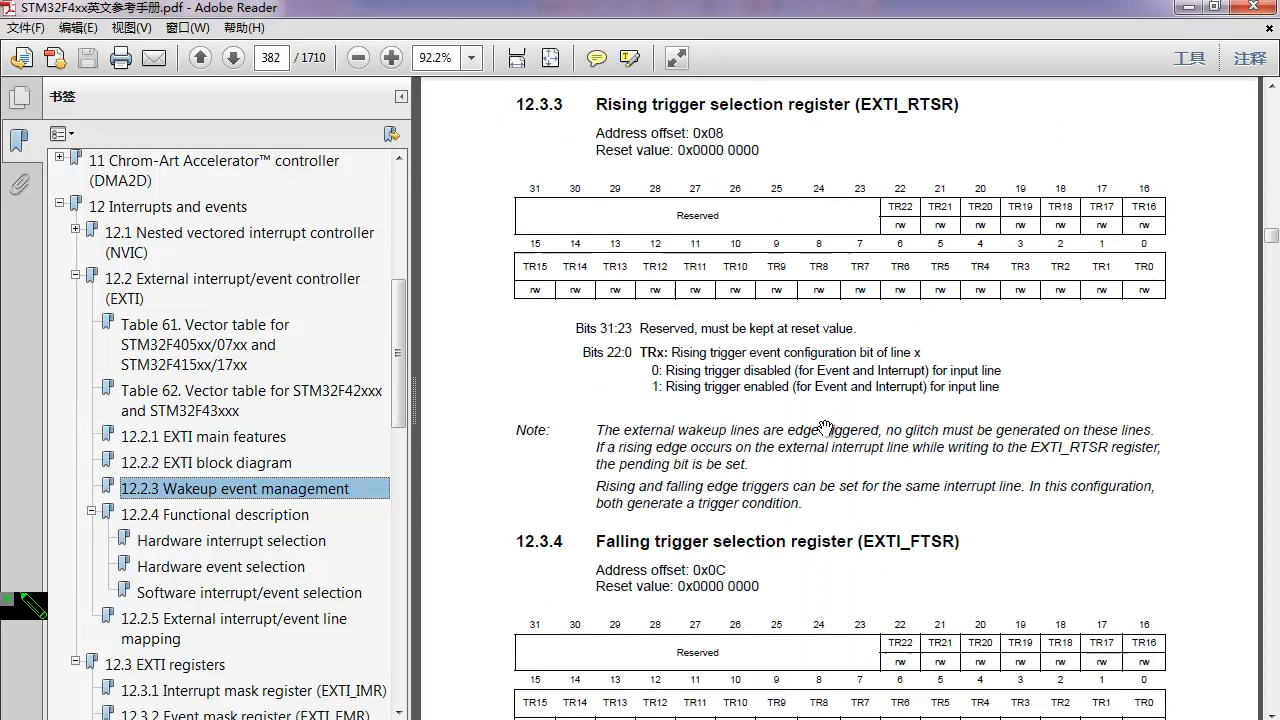 STM32F4xx英文参考手册.pdf - Adobe Reader
文件(F) 编辑(E) 视图(V) 窗口(W) 帮助(H)
382 / 1710 92.2% 工具 注释
书签
11 Chrom-Art Accelerator™ controller
(DMA2D)
12 Interrupts and events
12.1 Nested vectored interrupt controller
(NVIC)
12.2 External interrupt/event controller
(EXTI)
Table 61. Vector table for
STM32F405xx/07xx and
STM32F415xx/17xx
Table 62. Vector table for STM32F42xxx
and STM32F43xxx
12.2.1 EXTI main features
12.2.2 EXTI block diagram
12.2.3 Wakeup event management
12.2.4 Functional description
Hardware interrupt selection
Hardware event selection
Software interrupt/event selection
12.2.5 External interrupt/event line
mapping
12.3 EXTI registers
12.3.1 Interrupt mask register (EXTI_IMR)
12.3.2 Event mask register (EXTI_EMR)
12.3.3 Rising trigger selection register (EXTI_RTSR)
Address offset: 0x08
Reset value: 0x0000 0000
31 30 29 28 27 26 25 24 23 22 21 20 19 18 17 16
Reserved TR22 TR21 TR20 TR19 TR18 TR17 TR16
rw rw rw rw rw rw rw
15 14 13 12 11 10 9 8 7 6 5 4 3 2 1 0
TR15 TR14 TR13 TR12 TR11 TR10 TR9 TR8 TR7 TR6 TR5 TR4 TR3 TR2 TR1 TR0
rw rw rw rw rw rw rw rw rw rw rw rw rw rw rw rw
Bits 31:23 Reserved, must be kept at reset value.
Bits 22:0 TRx: Rising trigger event configuration bit of line x
0: Rising trigger disabled (for Event and Interrupt) for input line
1: Rising trigger enabled (for Event and Interrupt) for input line
Note: The external wakeup lines are edge triggered, no glitch must be generated on these lines.
If a rising edge occurs on the external interrupt line while writing to the EXTI_RTSR register,
the pending bit is be set.
Rising and falling edge triggers can be set for the same interrupt line. In this configuration,
both generate a trigger condition.
12.3.4 Falling trigger selection register (EXTI_FTSR)
Address offset: 0x0C
Reset value: 0x0000 0000
31 30 29 28 27 26 25 24 23 22 21 20 19 18 17 16
Reserved TR22 TR21 TR20 TR19 TR18 TR17 TR16
rw rw rw rw rw rw rw
15 14 13 12 11 10 9 8 7 6 5 4 3 2 1 0
TR15 TR14 TR13 TR12 TR11 TR10 TR9 TR8 TR7 TR6 TR5 TR4 TR3 TR2 TR1 TR0